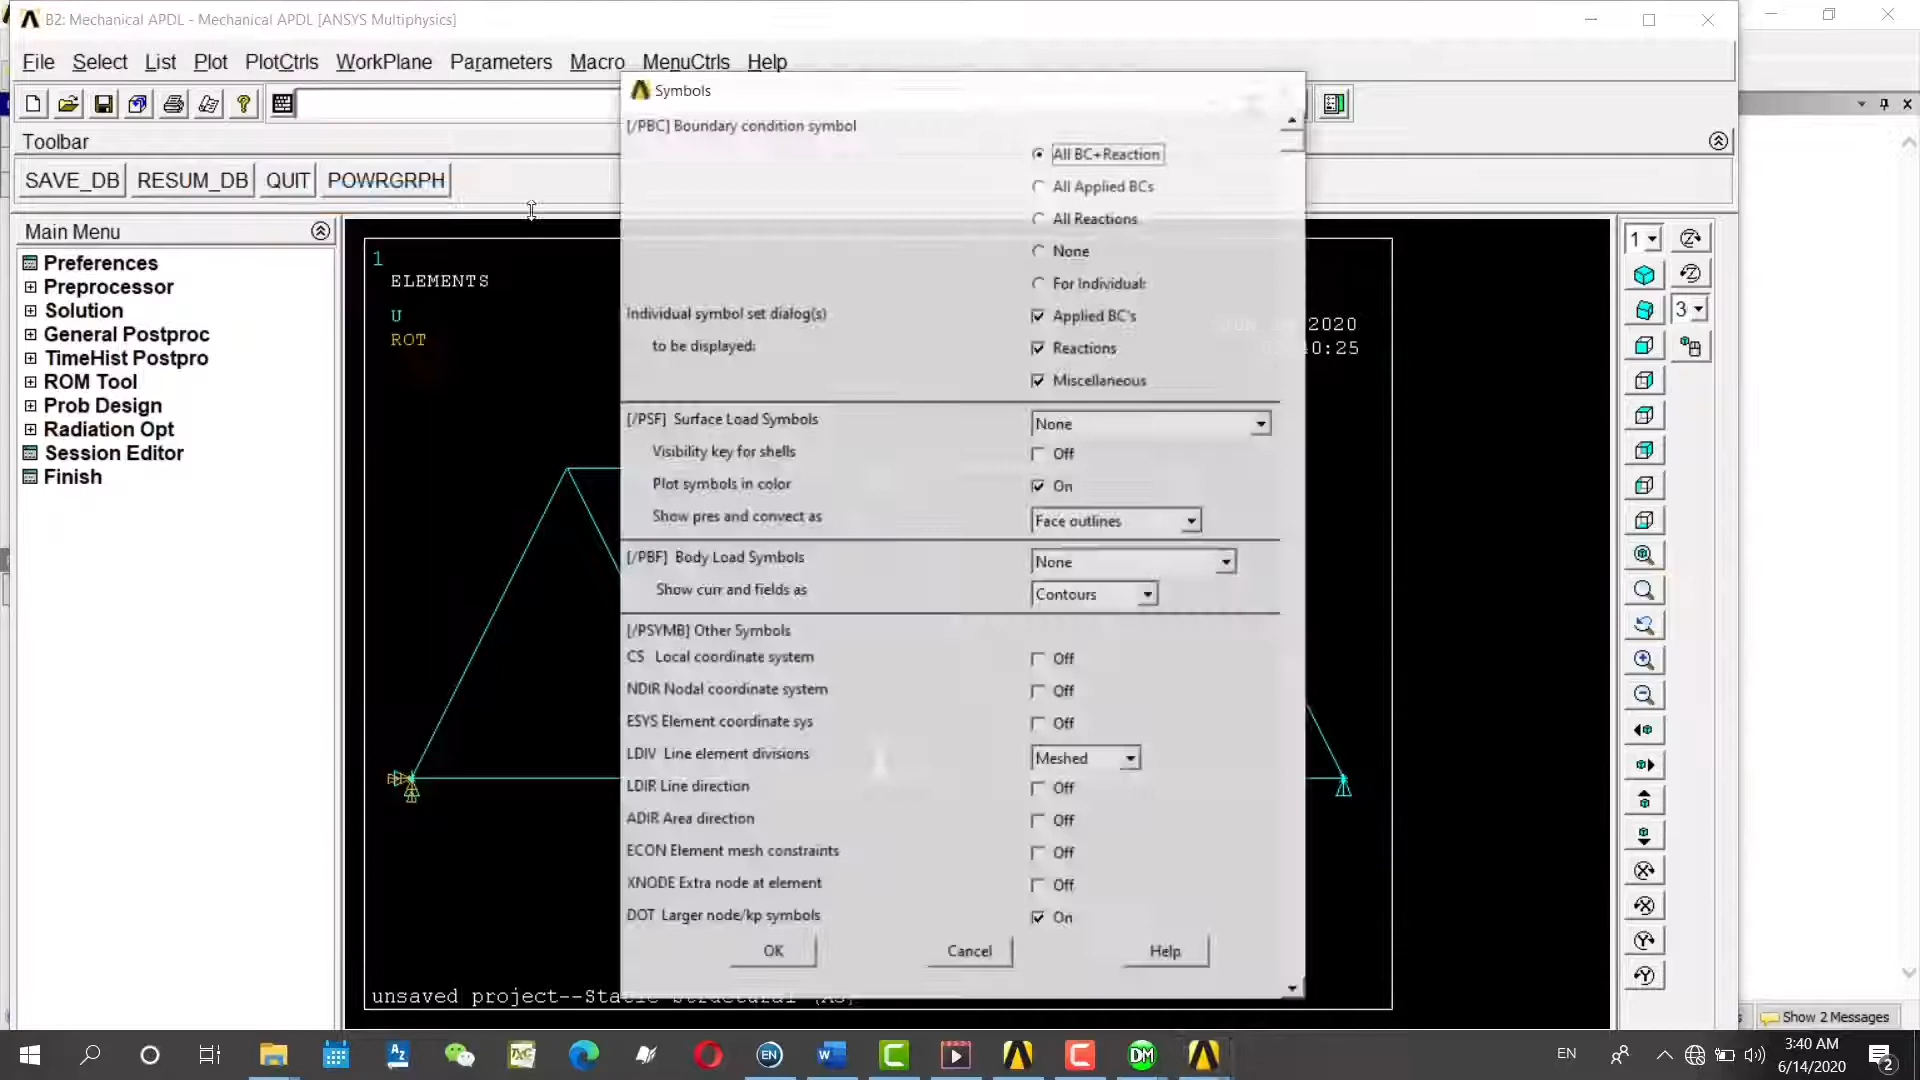 B2: Mechanical APDL - Mechanical APDL [ANSYS Multiphysics]
File Select List Plot PlotCtrls WorkPlane Parameters Macro MenuCtrls Help
Toolbar
SAVE_DB RESUM_DB QUIT POWRGRPH
Main Menu
Preferences
Preprocessor
Solution
General Postproc
TimeHist Postpro
ROM Tool
Prob Design
Radiation Opt
Session Editor
Finish
1
ELEMENTS
U
ROT
2020
40:25
unsaved project--Static Structural (A5)
Symbols
[/PBC] Boundary condition symbol
All BC+Reaction
All Applied BCs
All Reactions
None
For Individual:
Individual symbol set dialog(s)
to be displayed:
Applied BC's
Reactions
Miscellaneous
[/PSF] Surface Load Symbols None
Visibility key for shells Off
Plot symbols in color On
Show pres and convect as Face outlines
[/PBF] Body Load Symbols None
Show curr and fields as Contours
[/PSYMB] Other Symbols
CS Local coordinate system Off
NDIR Nodal coordinate system Off
ESYS Element coordinate sys Off
LDIV Line element divisions Meshed
LDIR Line direction Off
ADIR Area direction Off
ECON Element mesh constraints Off
XNODE Extra node at element Off
DOT Larger node/kp symbols On
OK Cancel Help
1
3
Show 2 Messages
EN
3:40 AM
6/14/2020
2